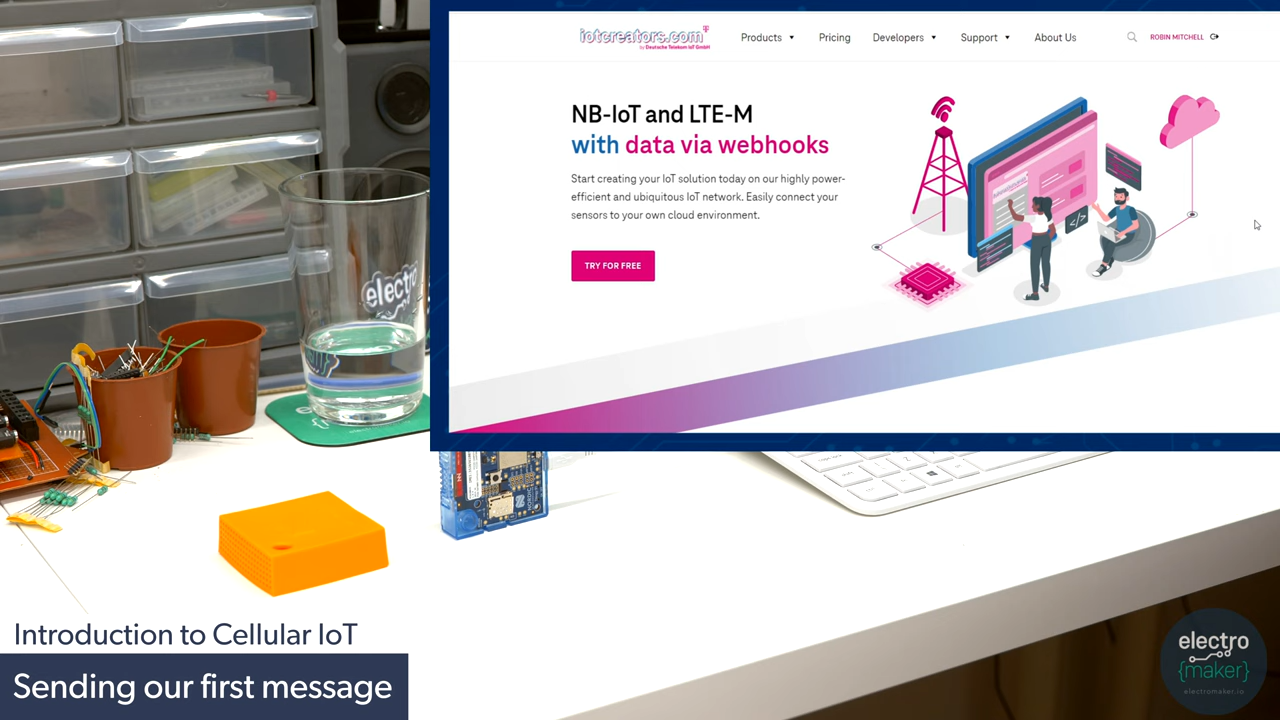 iotcreators.com
by Deutsche Telekom IoT GmbH
Products
Pricing
Developers
Support
About Us
ROBIN MITCHELL
NB-IoT and LTE-M
with data via webhooks
Start creating your IoT solution today on our highly power-
efficient and ubiquitous IoT network. Easily connect your
sensors to your own cloud environment.
TRY FOR FREE
</>
electro
Introduction to Cellular IoT
Sending our first message
electro
{maker}
electromaker.io